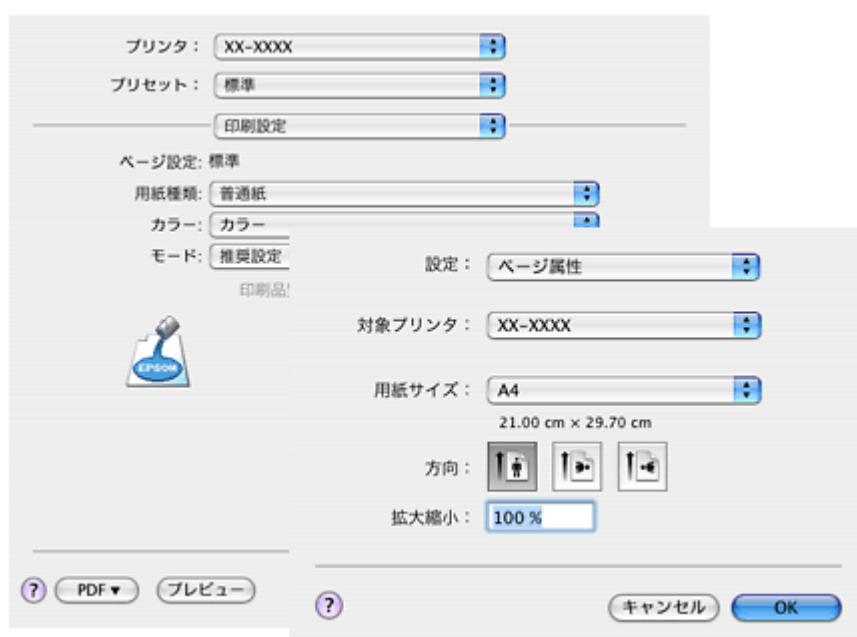 プリンタ： XX-XXXX
プリセット： 標準
印刷設定
ページ設定: 標準
用紙種類: 普通紙
カラー: カラー
モード: 推奨設定
印刷品
EPSON
? PDF▼ プレビュー
設定： ページ属性
対象プリンタ： XX-XXXX
用紙サイズ： A4
21.00 cm × 29.70 cm
方向：
拡大縮小： 100 %
? キャンセル OK